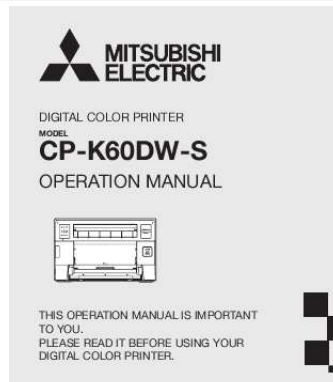 MITSUBISHI
ELECTRIC
DIGITAL COLOR PRINTER
MODEL
CP-K60DW-S
OPERATION MANUAL
THIS OPERATION MANUAL IS IMPORTANT
TO YOU.
PLEASE READ IT BEFORE USING YOUR
DIGITAL COLOR PRINTER.